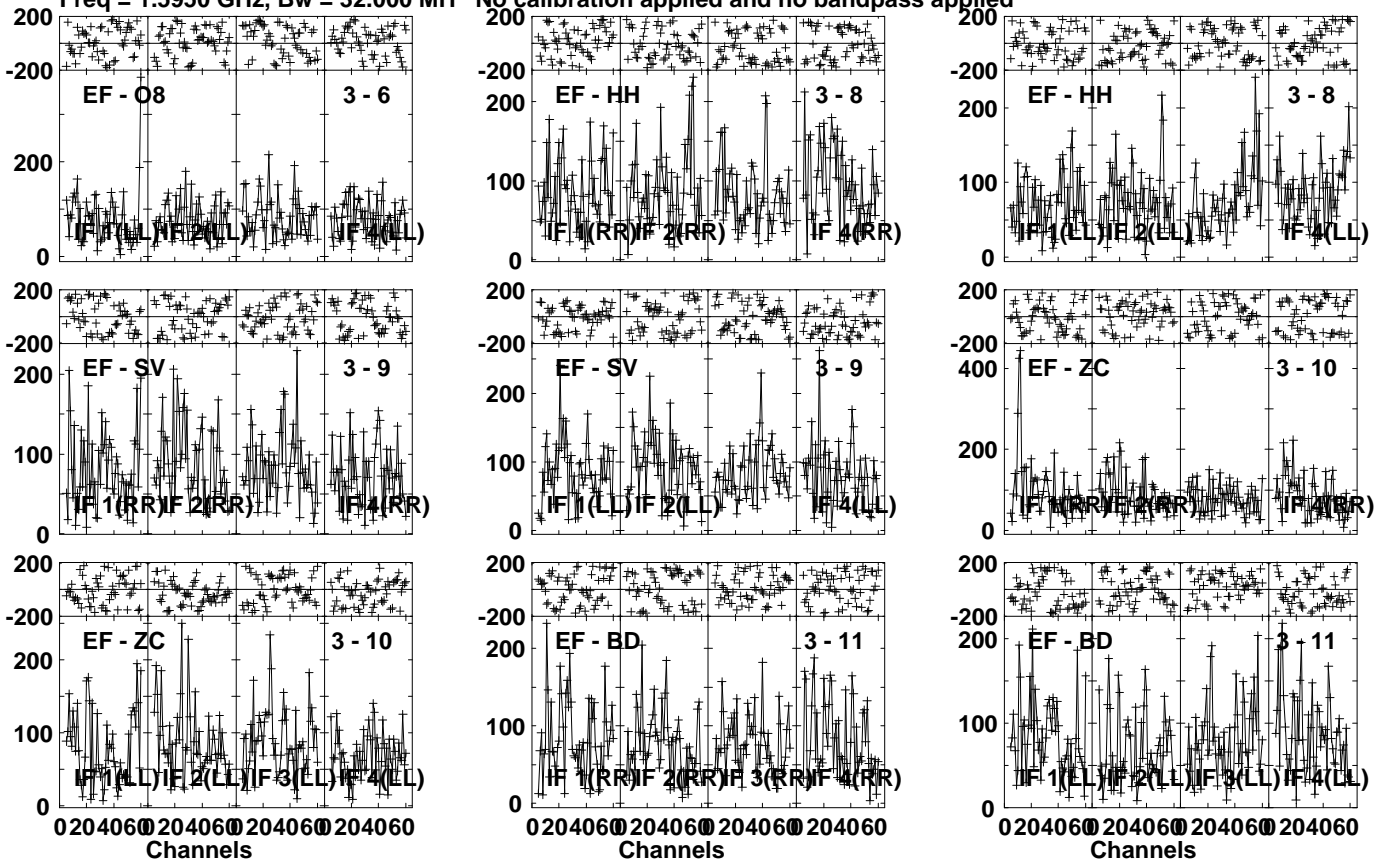 Freq = 1.5950 GHz, Bw = 32.000 MH No calibration applied and no bandpass applied
200
-200
EF - O8
3 - 6
200
0
IF 1(LL) IF 2(LL) IF 4(LL)
200
-200
EF - HH
3 - 8
200
100
0
IF 1(RR) IF 2(RR) IF 4(RR)
200
-200
EF - HH
3 - 8
200
100
0
IF 1(LL) IF 2(LL) IF 4(LL)
200
-200
EF - SV
3 - 9
200
100
0
IF 1(RR) IF 2(RR) IF 4(RR)
200
-200
EF - SV
3 - 9
200
100
0
IF 1(LL) IF 2(LL) IF 4(LL)
200
-200
EF - ZC
3 - 10
400
200
0
IF 1(RR) IF 2(RR) IF 4(RR)
200
-200
EF - ZC
3 - 10
200
100
0
IF 1(LL) IF 2(LL) IF 3(LL) IF 4(LL)
0 20 40 60 0 20 40 60 0 20 40 60 0 20 40 60
Channels
200
-200
EF - BD
3 - 11
200
100
0
IF 1(RR) IF 2(RR) IF 3(RR) IF 4(RR)
0 20 40 60 0 20 40 60 0 20 40 60 0 20 40 60
Channels
200
-200
EF - BD
3 - 11
200
100
0
IF 1(LL) IF 2(LL) IF 3(LL) IF 4(LL)
0 20 40 60 0 20 40 60 0 20 40 60 0 20 40 60
Channels